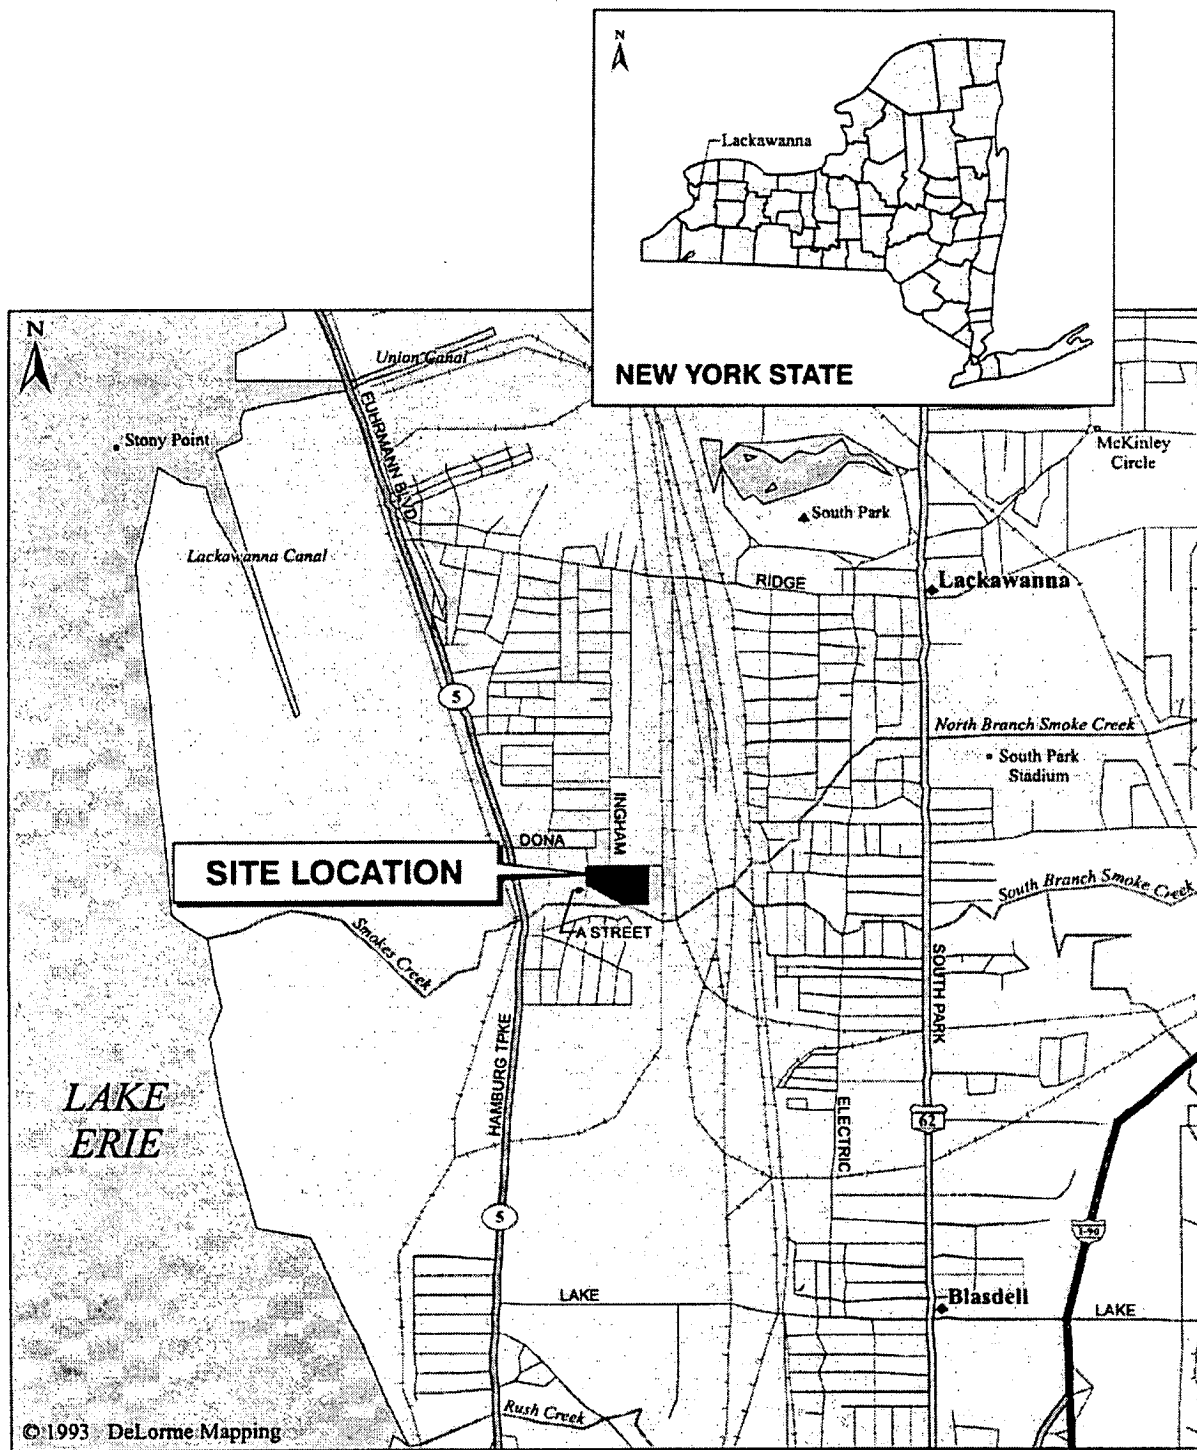 N
Lackawanna
NEW YORK STATE
N
Union Canal
FUHRMANN BLVD
Stony Point
McKinley
Circle
South Park
Lackawanna Canal
RIDGE
Lackawanna
5
North Branch Smoke Creek
South Park
Stadium
INGHAM
DONA
SITE LOCATION
South Branch Smoke Creek
A STREET
Smokes Creek
SOUTH PARK
HAMBURG TPKE
LAKE
ERIE
ELECTRIC
62
5
I-90
LAKE
Blasdell
LAKE
Rush Creek
© 1993 DeLorme Mapping